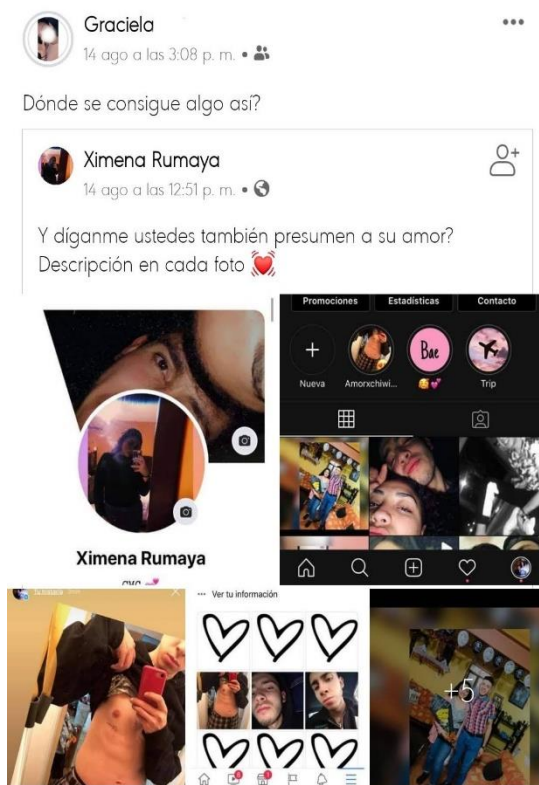 Graciela
14 ago a las 3:08 p. m. •
Dónde se consigue algo así?
Ximena Rumaya
14 ago a las 12:51 p. m. •
Y díganme ustedes también presumen a su amor?
Descripción en cada foto 💓
Ximena Rumaya
Promociones Estadísticas Contacto
Nueva Amorxchiwi... 🥰💕 Trip
Bae
Tu historia
... Ver tu información
+5